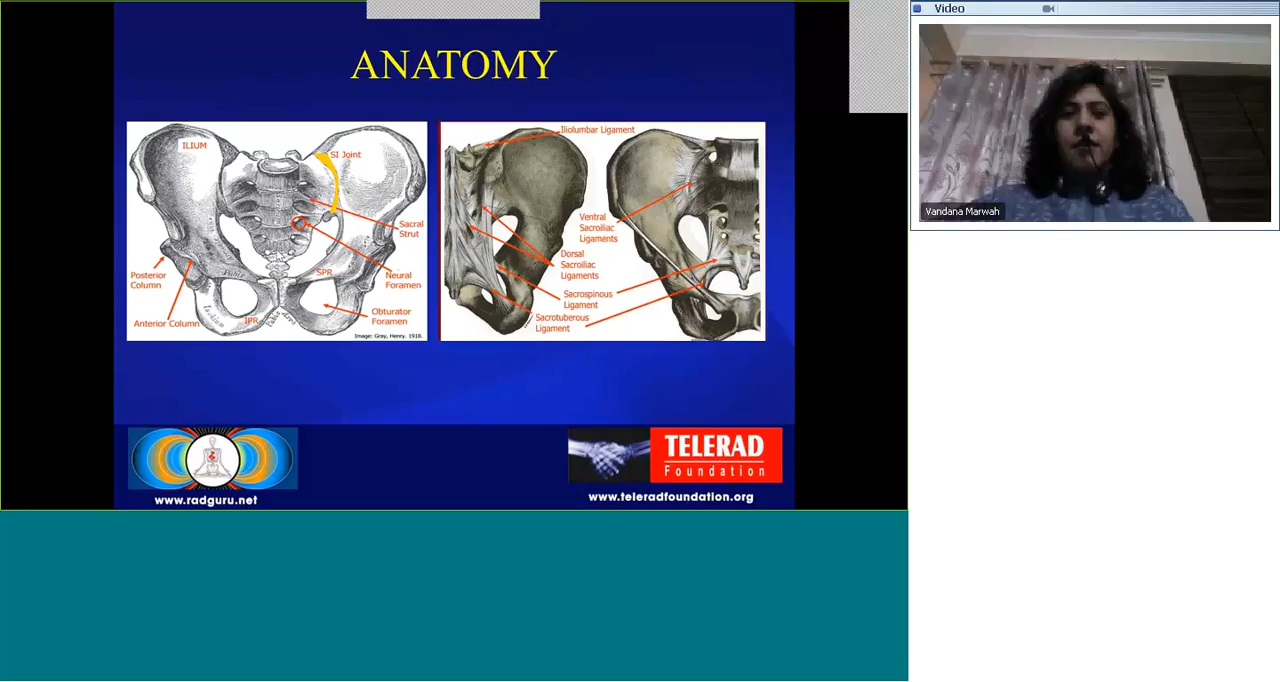 Video
ANATOMY
ILIUM
SI Joint
Sacral
Strut
Neural
Foramen
SPR
Obturator
Foramen
Posterior
Column
Anterior Column
IPR
Pubis
Ischium
Image: Gray, Henry. 1918.
Iliolumbar Ligament
Ventral
Sacroiliac
Ligaments
Dorsal
Sacroiliac
Ligaments
Sacrospinous
Ligament
Sacrotuberous
Ligament
Vandana Marwah
www.radguru.net
TELERAD
Foundation
www.teleradfoundation.org